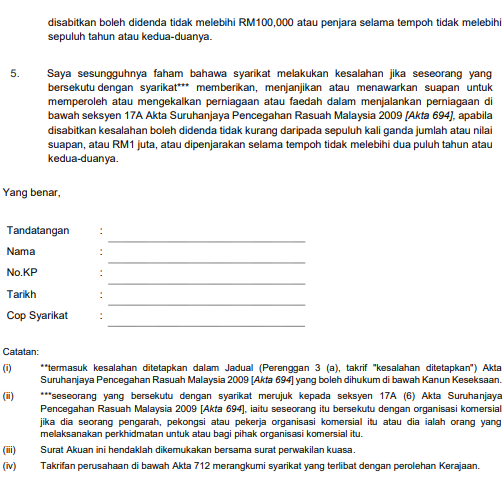 disabitkan boleh didenda tidak melebihi RM100,000 atau penjara selama tempoh tidak melebihi
sepuluh tahun atau kedua-duanya.
5. Saya sesungguhnya faham bahawa syarikat melakukan kesalahan jika seseorang yang
bersekutu dengan syarikat*** memberikan, menjanjikan atau menawarkan suapan untuk
memperoleh atau mengekalkan perniagaan atau faedah dalam menjalankan perniagaan di
bawah seksyen 17A Akta Suruhanjaya Pencegahan Rasuah Malaysia 2009 [Akta 694], apabila
disabitkan kesalahan boleh didenda tidak kurang daripada sepuluh kali ganda jumlah atau nilai
suapan, atau RM1 juta, atau dipenjarakan selama tempoh tidak melebihi dua puluh tahun atau
kedua-duanya.
Yang benar,
Tandatangan :
Nama :
No.KP :
Tarikh :
Cop Syarikat :
Catatan:
(i) **termasuk kesalahan ditetapkan dalam Jadual (Perenggan 3 (a), takrif "kesalahan ditetapkan") Akta
Suruhanjaya Pencegahan Rasuah Malaysia 2009 [Akta 694] yang boleh dihukum di bawah Kanun Keseksaan.
(ii) ***seseorang yang bersekutu dengan syarikat merujuk kepada seksyen 17A (6) Akta Suruhanjaya
Pencegahan Rasuah Malaysia 2009 [Akta 694], iaitu seseorang itu bersekutu dengan organisasi komersial
jika dia seorang pengarah, pekongsi atau pekerja organisasi komersial itu atau dia ialah orang yang
melaksanakan perkhidmatan untuk atau bagi pihak organisasi komersial itu.
(iii) Surat Akuan ini hendaklah dikemukakan bersama surat perwakilan kuasa.
(iv) Takrifan perusahaan di bawah Akta 712 merangkumi syarikat yang terlibat dengan perolehan Kerajaan.